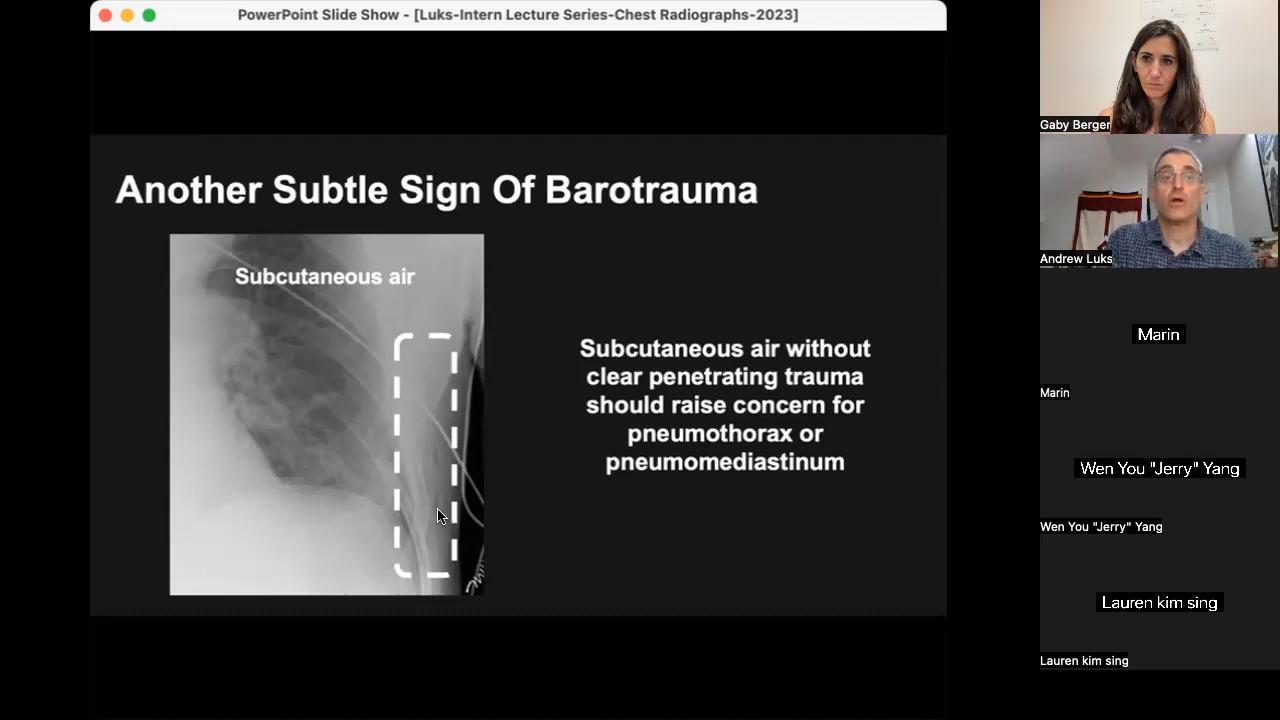 PowerPoint Slide Show - [Luks-Intern Lecture Series-Chest Radiographs-2023]
Another Subtle Sign Of Barotrauma
Subcutaneous air
Subcutaneous air without
clear penetrating trauma
should raise concern for
pneumothorax or
pneumomediastinum
Gaby Berger
Andrew Luks
Marin
Marin
Wen You "Jerry" Yang
Wen You "Jerry" Yang
Lauren kim sing
Lauren kim sing